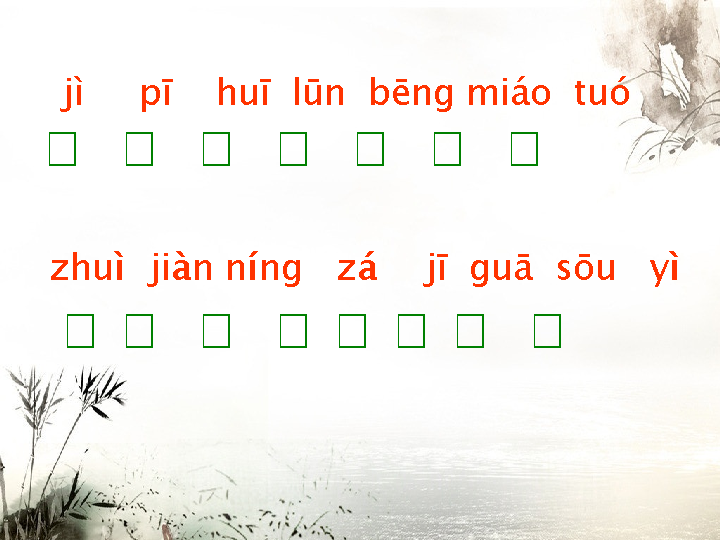 jì pī huī lūn bēng miáo tuó
□ □ □ □ □ □ □
zhuì jiàn níng zá jī guā sōu yì
□ □ □ □ □ □ □ □